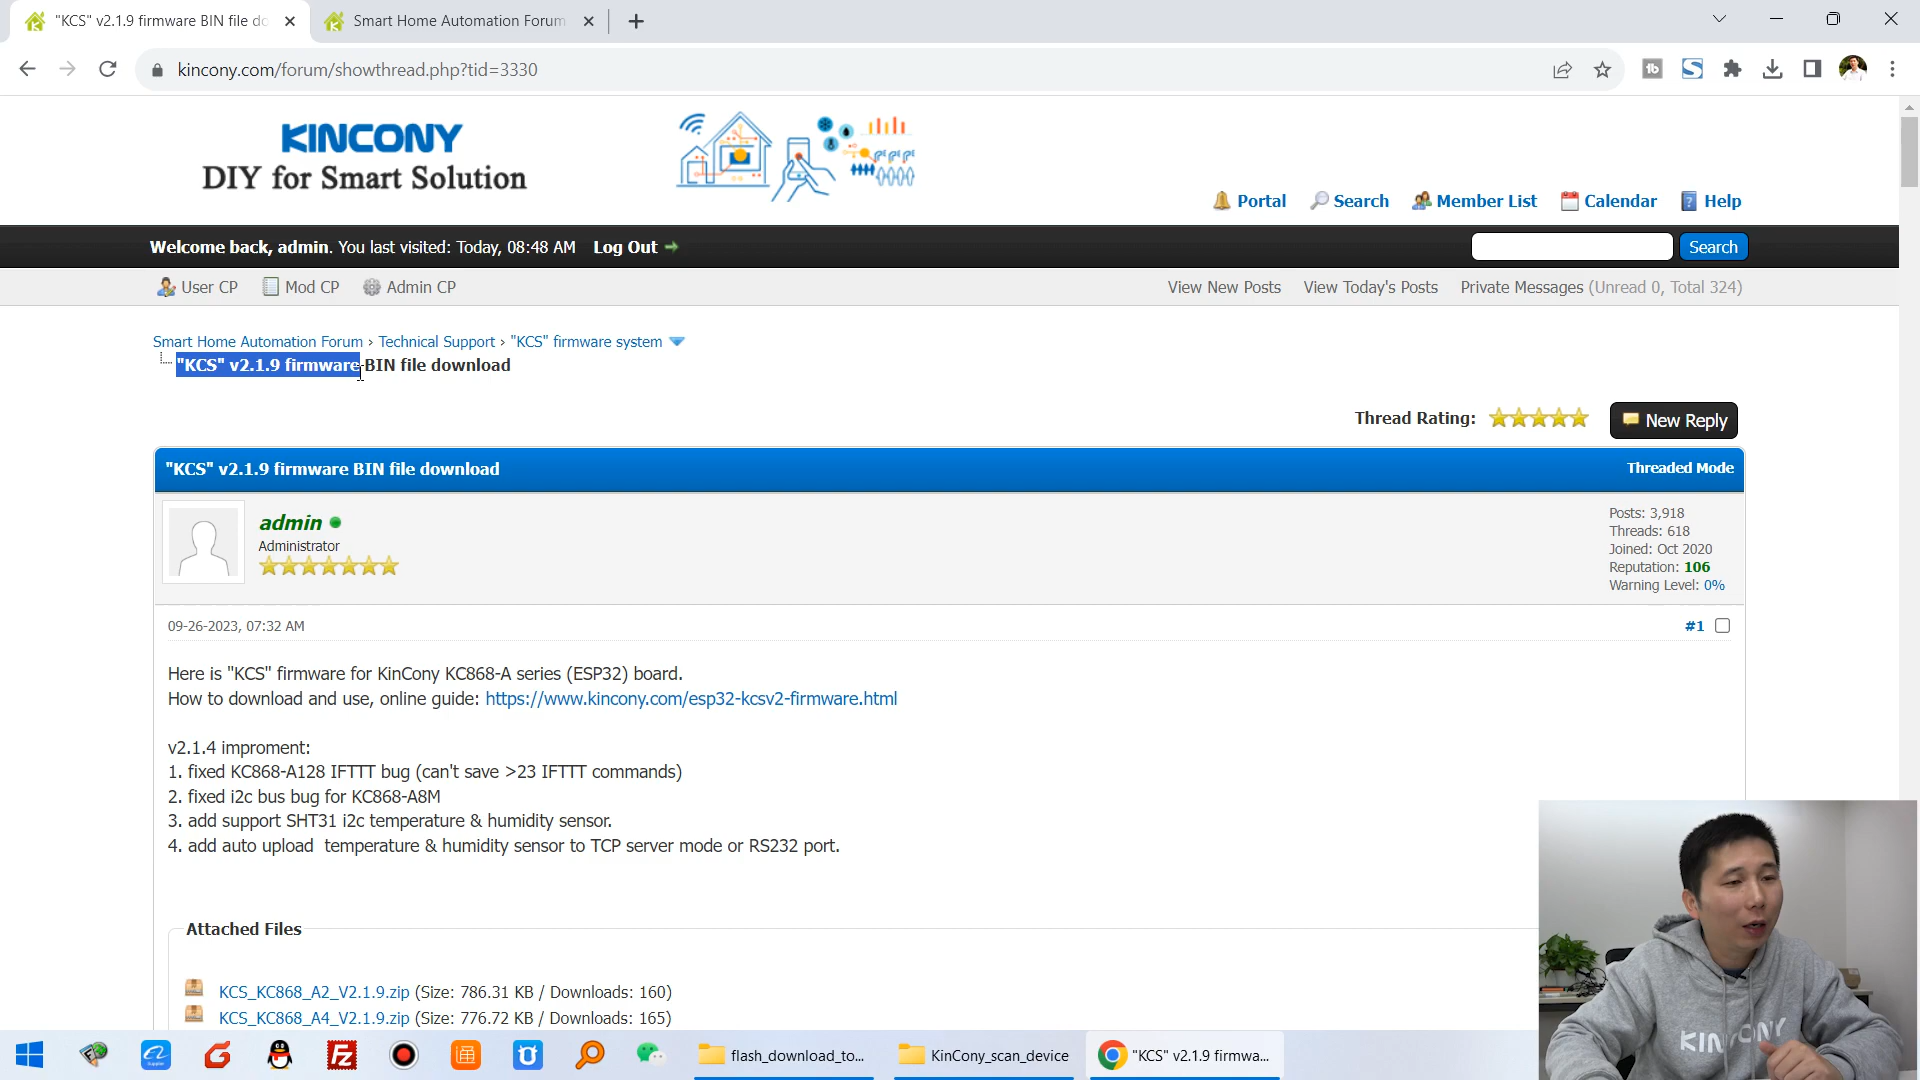 "KCS" v2.1.9 firmware BIN file do
Smart Home Automation Forum
kincony.com/forum/showthread.php?tid=3330
KINCONY
DIY for Smart Solution
Portal
Search
Member List
Calendar
Help
Welcome back, admin. You last visited: Today, 08:48 AM Log Out
Search
User CP
Mod CP
Admin CP
View New Posts
View Today's Posts
Private Messages (Unread 0, Total 324)
Smart Home Automation Forum › Technical Support › "KCS" firmware system
"KCS" v2.1.9 firmware BIN file download
Thread Rating:
New Reply
"KCS" v2.1.9 firmware BIN file download
Threaded Mode
admin
Administrator
Posts: 3,918
Threads: 618
Joined: Oct 2020
Reputation: 106
Warning Level: 0%
09-26-2023, 07:32 AM
#1
Here is "KCS" firmware for KinCony KC868-A series (ESP32) board.
How to download and use, online guide: https://www.kincony.com/esp32-kcsv2-firmware.html
v2.1.4 improment:
1. fixed KC868-A128 IFTTT bug (can't save >23 IFTTT commands)
2. fixed i2c bus bug for KC868-A8M
3. add support SHT31 i2c temperature & humidity sensor.
4. add auto upload  temperature & humidity sensor to TCP server mode or RS232 port.
Attached Files
KCS_KC868_A2_V2.1.9.zip (Size: 786.31 KB / Downloads: 160)
KCS_KC868_A4_V2.1.9.zip (Size: 776.72 KB / Downloads: 165)
KINCONY
flash_download_to...
KinCony_scan_device
"KCS" v2.1.9 firmwa...